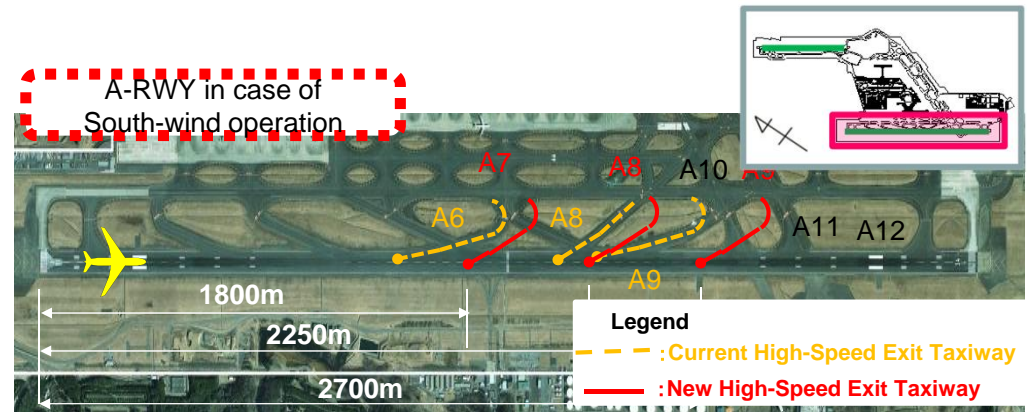 A-RWY in case of
South-wind operation
A7
A8
A10
A6
A8
A11
A12
A9
1800m
2250m
2700m
Legend
:Current High-Speed Exit Taxiway
:New High-Speed Exit Taxiway